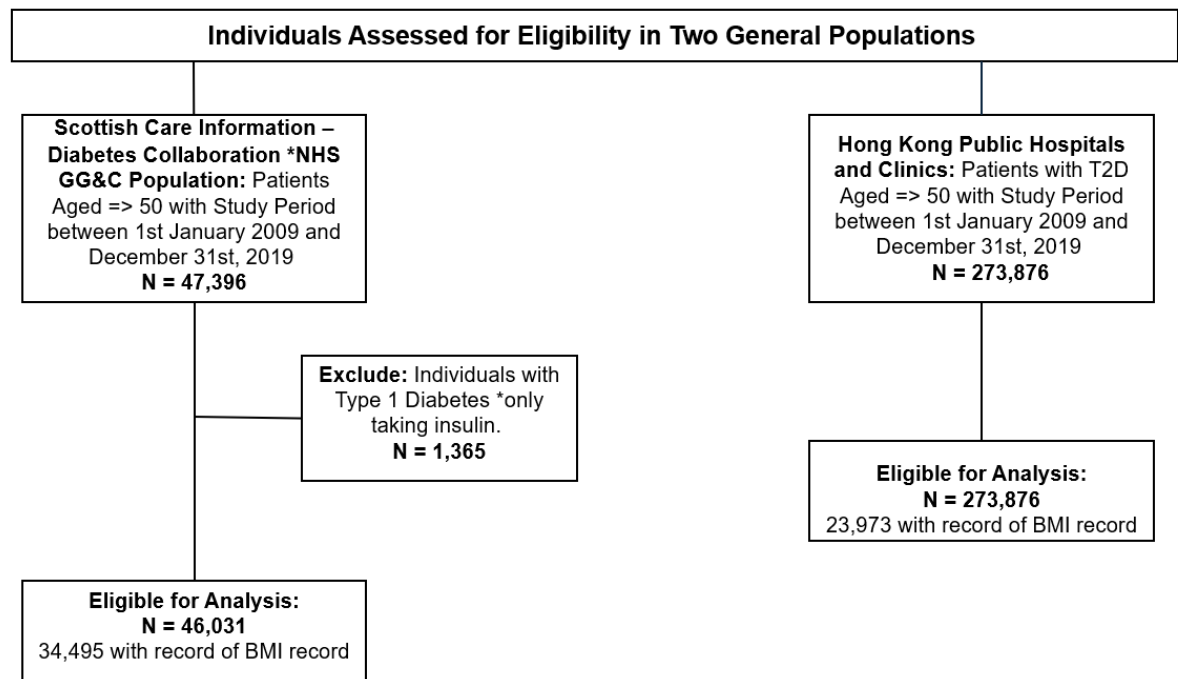 Individuals Assessed for Eligibility in Two General Populations
Scottish Care Information –
Diabetes Collaboration *NHS
GG&C Population: Patients
Aged => 50 with Study Period
between 1st January 2009 and
December 31st, 2019
N = 47,396
Hong Kong Public Hospitals
and Clinics: Patients with T2D
Aged => 50 with Study Period
between 1st January 2009 and
December 31st, 2019
N = 273,876
Exclude: Individuals with
Type 1 Diabetes *only
taking insulin.
N = 1,365
Eligible for Analysis:
N = 273,876
23,973 with record of BMI record
Eligible for Analysis:
N = 46,031
34,495 with record of BMI record